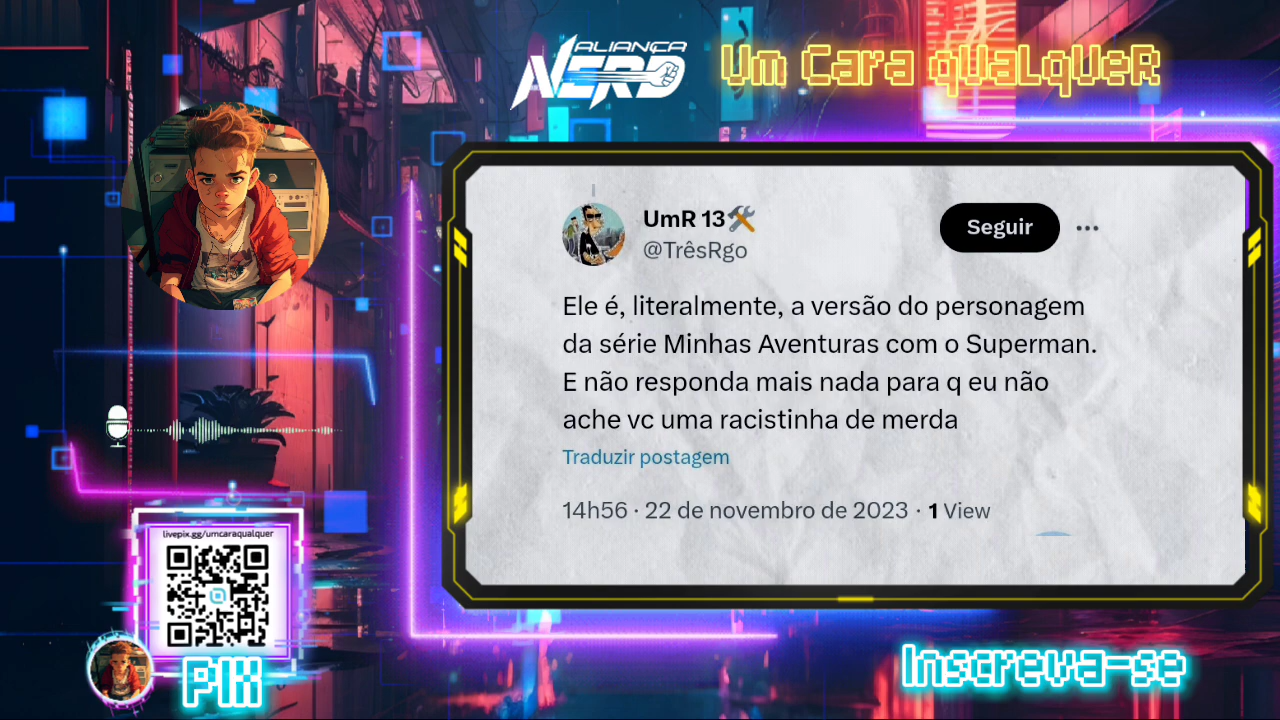 ALIANÇA
NERD
Um Cara qUaLqUeR
UmR 13
Seguir
@TrêsRgo
Ele é, literalmente, a versão do personagem
da série Minhas Aventuras com o Superman.
E não responda mais nada para q eu não
ache vc uma racistinha de merda
Traduzir postagem
14h56 · 22 de novembro de 2023 · 1 View
livepix.gg/umcaraqualquer
PIX
Inscreva-se